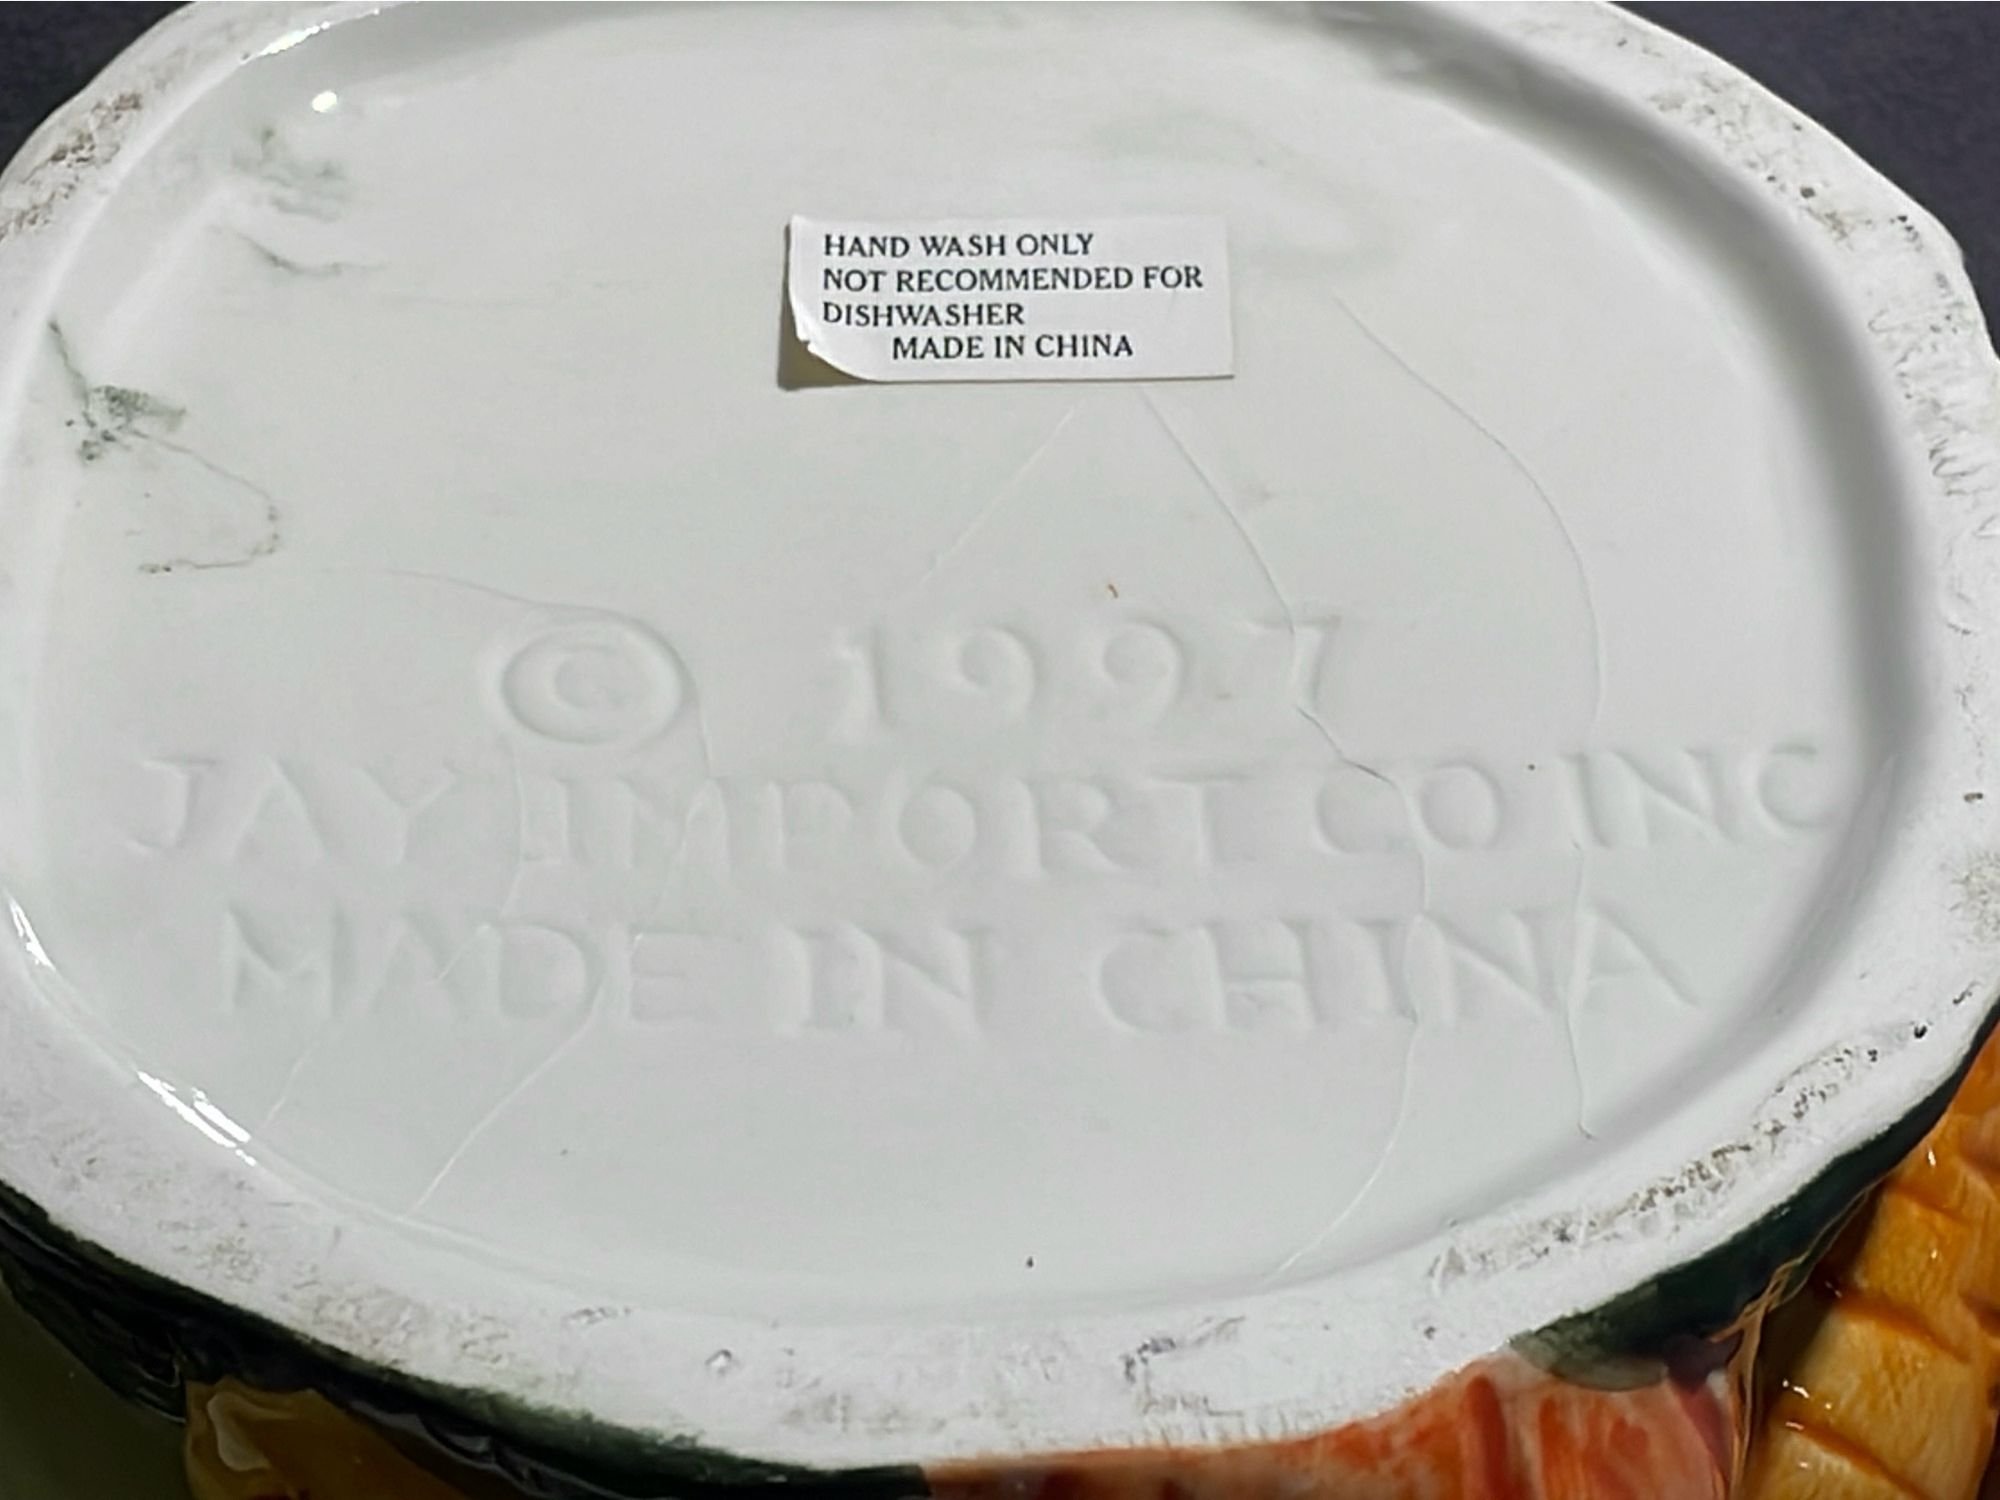 HAND WASH ONLY
NOT RECOMMENDED FOR
DISHWASHER
MADE IN CHINA
© 1997
JAY IMPORT CO INC
MADE IN CHINA